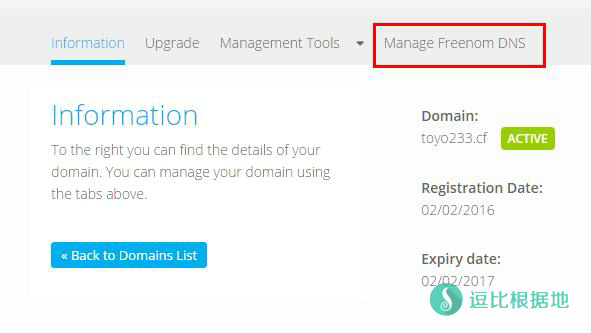 Information Upgrade Management Tools Manage Freenom DNS
Information
To the right you can find the details of your
domain. You can manage your domain using
the tabs above.
« Back to Domains List
Domain:
toyo233.cf ACTIVE
Registration Date:
02/02/2016
Expiry date:
02/02/2017
逗比根据地